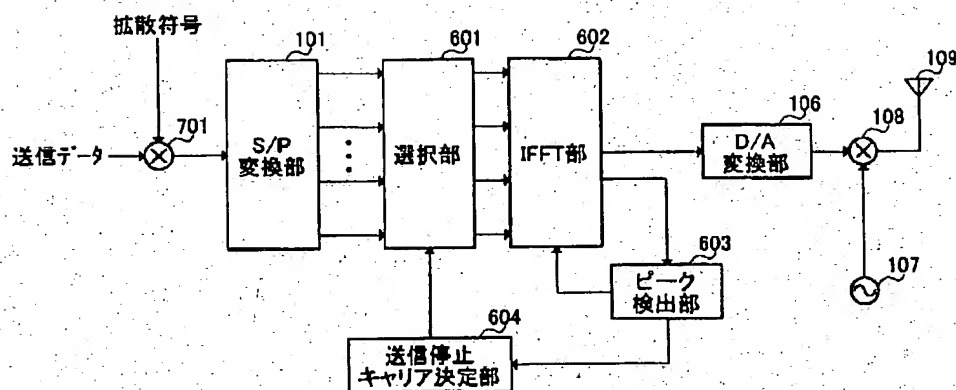 拡散符号
101
601
602
109
701
106
108
送信データ
S/P
変換部
選択部
IFFT部
D/A
変換部
603
ピーク
検出部
107
604
送信停止
キャリア決定部